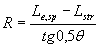 R = (L_{e,sp} − L_{str}) / tg0,5θ